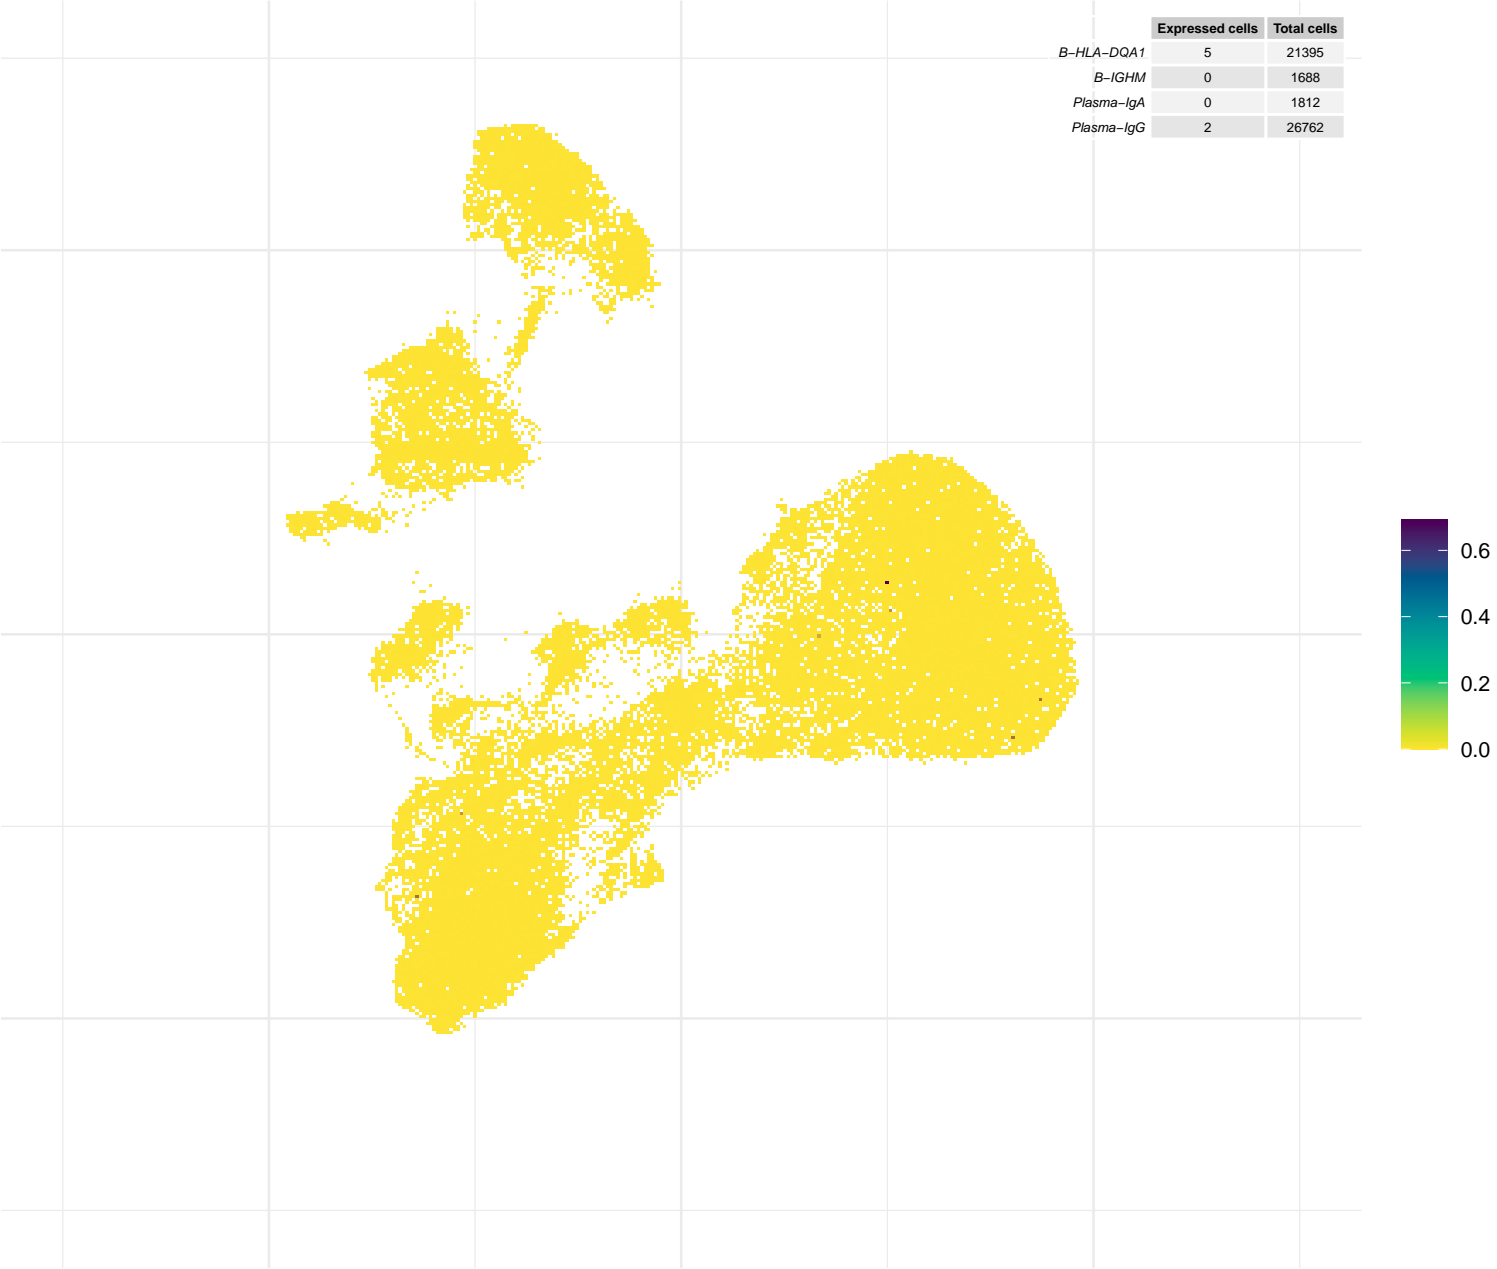 Expressed cells Total cells
B−HLA−DQA1 5 21395
B−IGHM 0 1688
Plasma−IgA 0 1812
Plasma−IgG 2 26762
0.6
0.4
0.2
0.0